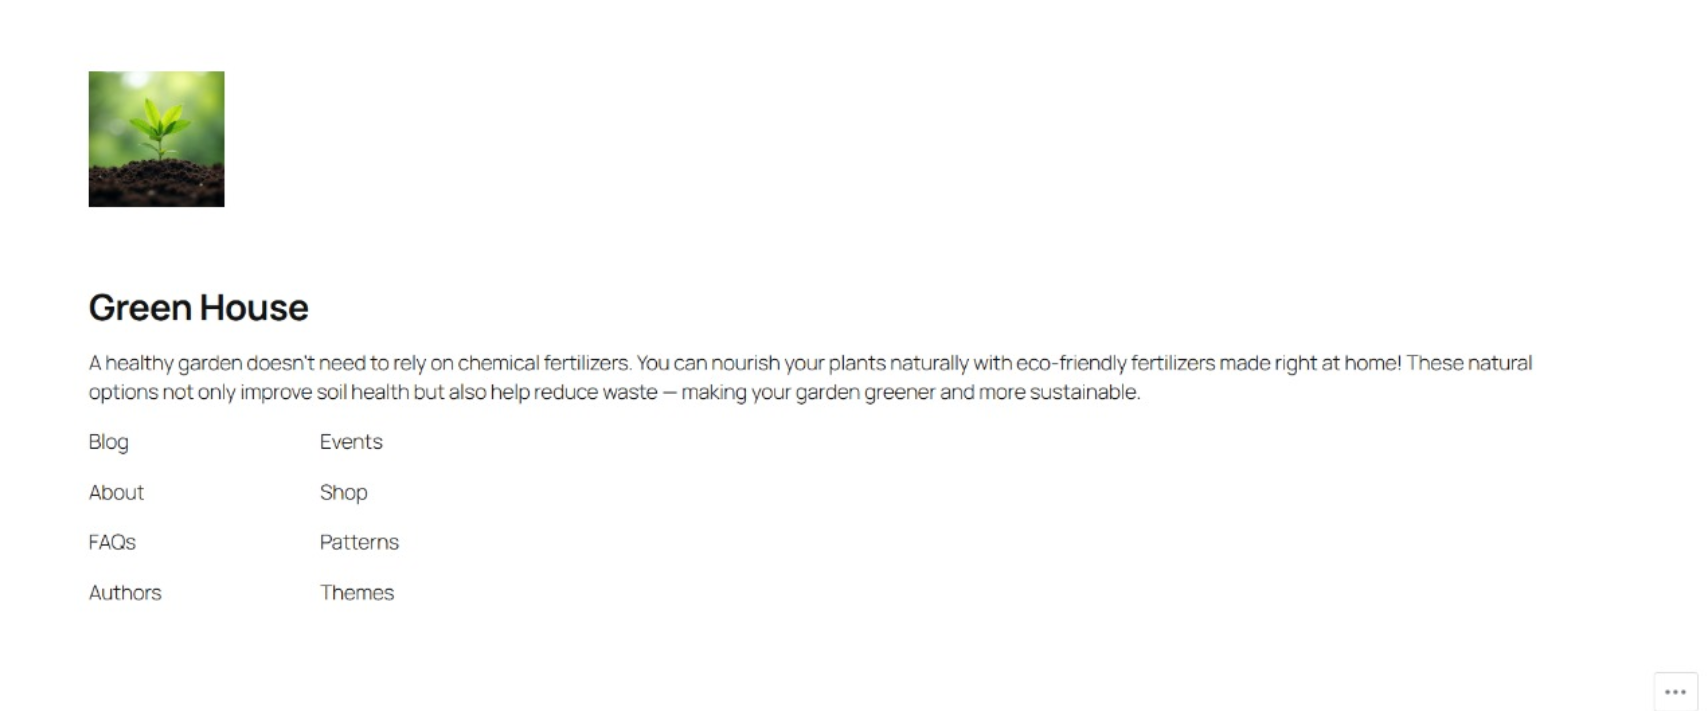 Green House
A healthy garden doesn't need to rely on chemical fertilizers. You can nourish your plants naturally with eco-friendly fertilizers made right at home! These natural
options not only improve soil health but also help reduce waste — making your garden greener and more sustainable.
Blog
About
FAQs
Authors
Events
Shop
Patterns
Themes